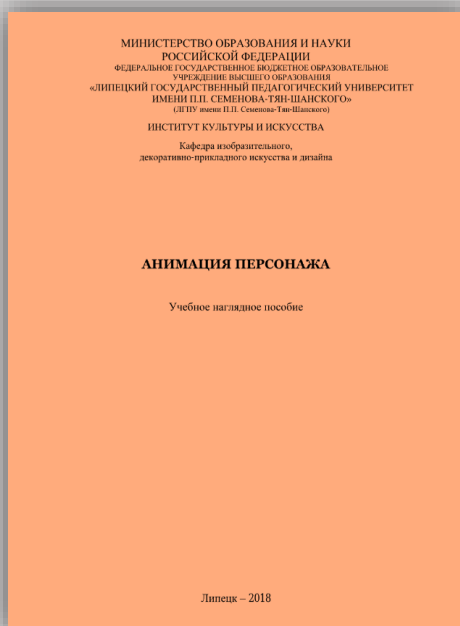 МИНИСТЕРСТВО ОБРАЗОВАНИЯ И НАУКИ
РОССИЙСКОЙ ФЕДЕРАЦИИ
ФЕДЕРАЛЬНОЕ ГОСУДАРСТВЕННОЕ БЮДЖЕТНОЕ ОБРАЗОВАТЕЛЬНОЕ
УЧРЕЖДЕНИЕ ВЫСШЕГО ОБРАЗОВАНИЯ
«ЛИПЕЦКИЙ ГОСУДАРСТВЕННЫЙ ПЕДАГОГИЧЕСКИЙ УНИВЕРСИТЕТ
ИМЕНИ П.П. СЕМЕНОВА-ТЯН-ШАНСКОГО»
(ЛГПУ имени П.П. Семенова-Тян-Шанского)
ИНСТИТУТ КУЛЬТУРЫ И ИСКУССТВА
Кафедра изобразительного,
декоративно-прикладного искусства и дизайна
АНИМАЦИЯ ПЕРСОНАЖА
Учебное наглядное пособие
Липецк – 2018